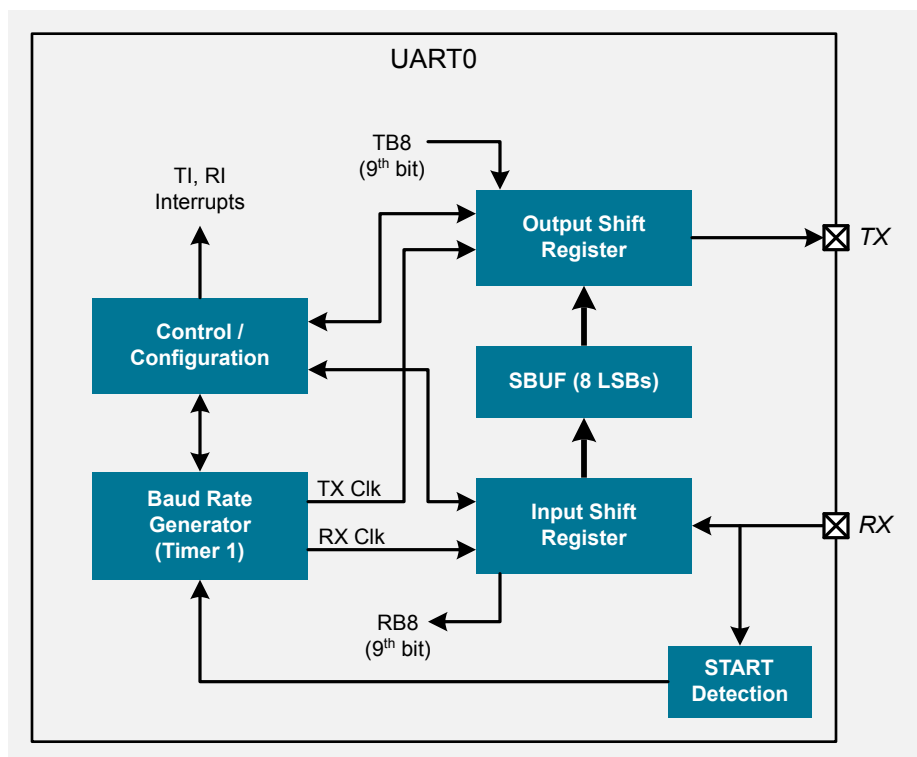 UART0
TB8
(9th bit)
TI, RI
Interrupts
Output Shift
Register
TX
Control /
Configuration
SBUF (8 LSBs)
Baud Rate
Generator
(Timer 1)
TX Clk
RX Clk
Input Shift
Register
RX
RB8
(9th bit)
START
Detection